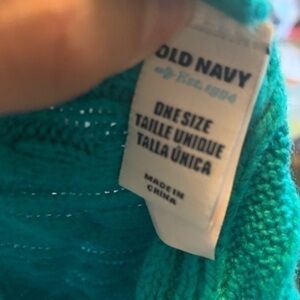 OLD NAVY
Est. 1994
ONE SIZE
TAILLE UNIQUE
TALLA ÚNICA
MADE IN
CHINA